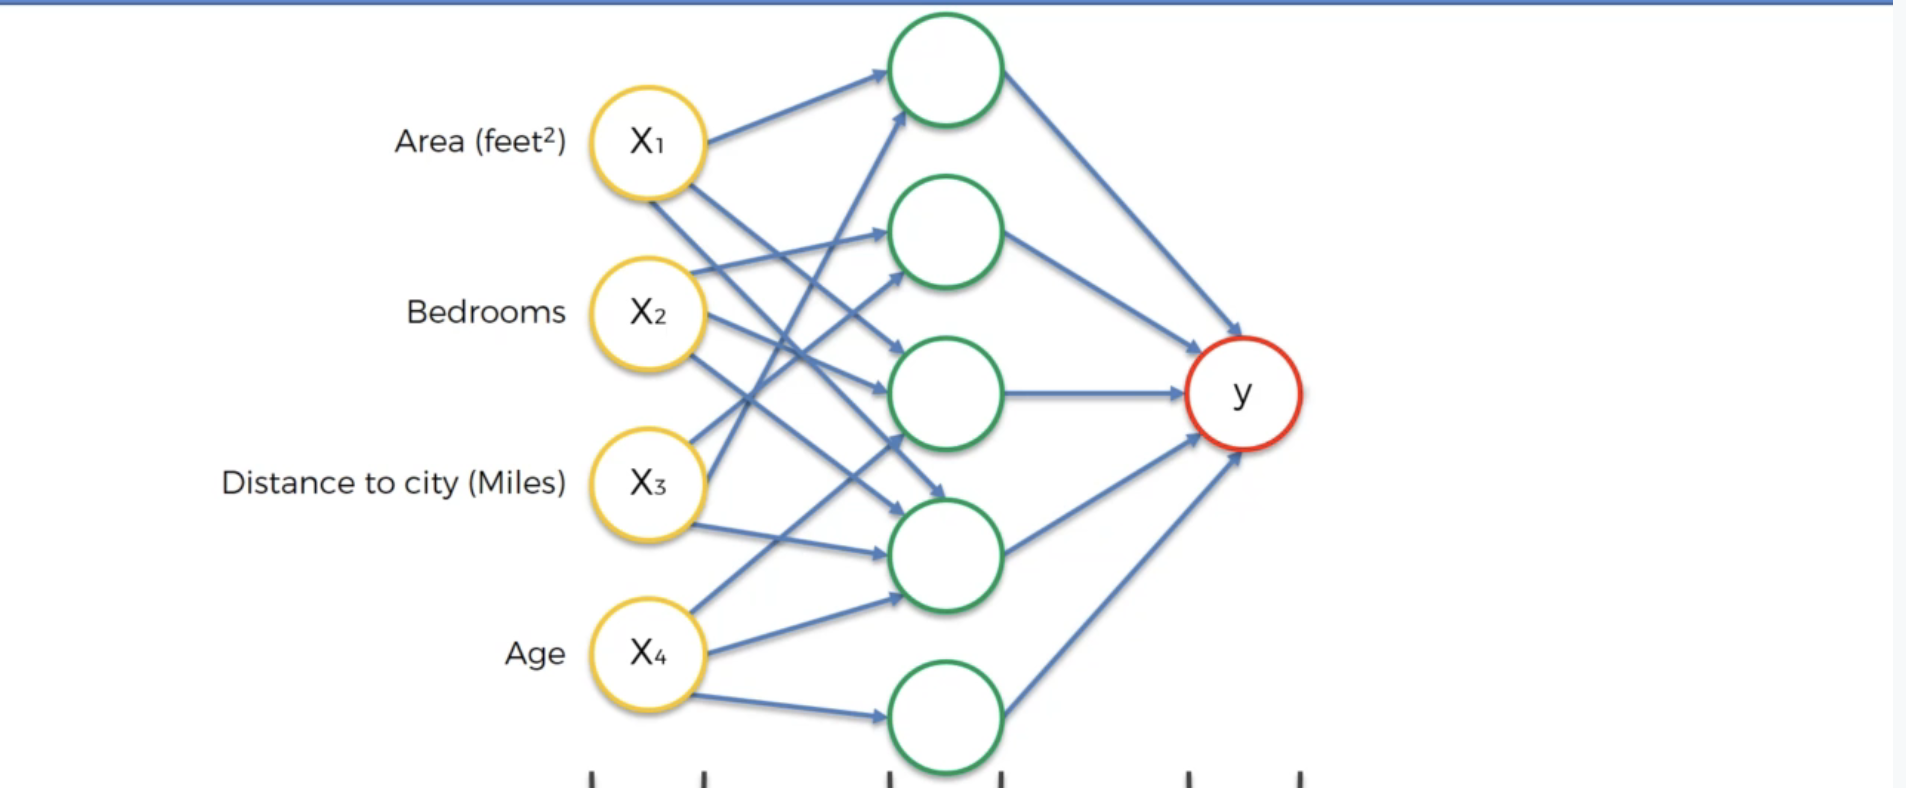 Area (feet²) X₁
Bedrooms X₂
Distance to city (Miles) X₃
Age X₄
y